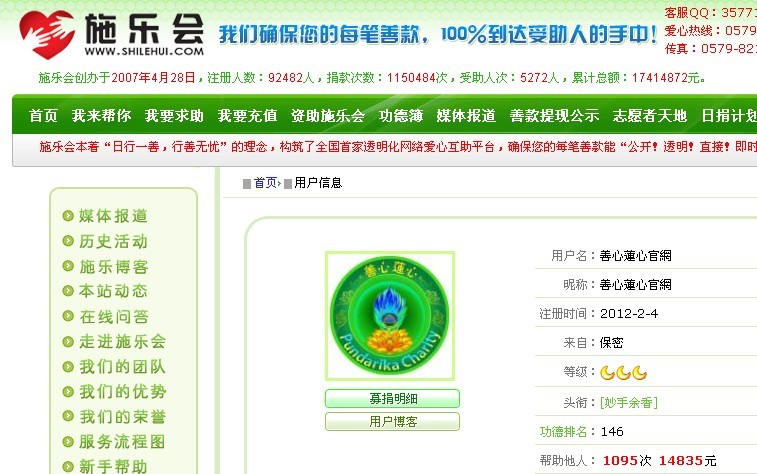 施乐会
WWW.SHILEHUI.COM
我们确保您的每笔善款，100%到达受助人的手中！
客服QQ：35771
爱心热线：0579
传真：0579-821
施乐会创办于2007年4月28日，注册人数：92482人，捐款次数：1150484次，受助人次：5272人，累计总额：17414872元。
首页 我来帮你 我要求助 我要充值 资助施乐会 功德簿 媒体报道 善款提现公示 志愿者天地 日捐计划
施乐会本着“日行一善，行善无忧”的理念，构筑了全国首家透明化网络爱心互助平台，确保您的每笔善款能“公开！透明！直接！即时
首页› 用户信息
媒体报道
历史活动
施乐博客
本站动态
在线问答
走进施乐会
我们的团队
我们的优势
我们的荣誉
服务流程图
新手帮助
善心蓮心
Pundarika Charity
募捐明细
用户博客
用户名：善心蓮心官網
昵称：善心蓮心官網
注册时间：2012-2-4
来自：保密
等级：
头衔：[妙手余香]
功德排名：146
帮助他人：1095次 14835元